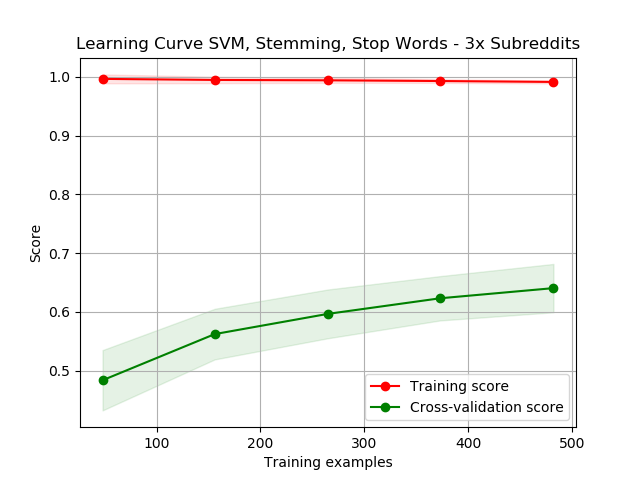 Learning Curve SVM, Stemming, Stop Words - 3x Subreddits
1.0
0.9
0.8
0.7
0.6
0.5
Score
Training score
Cross-validation score
100
200
300
400
500
Training examples